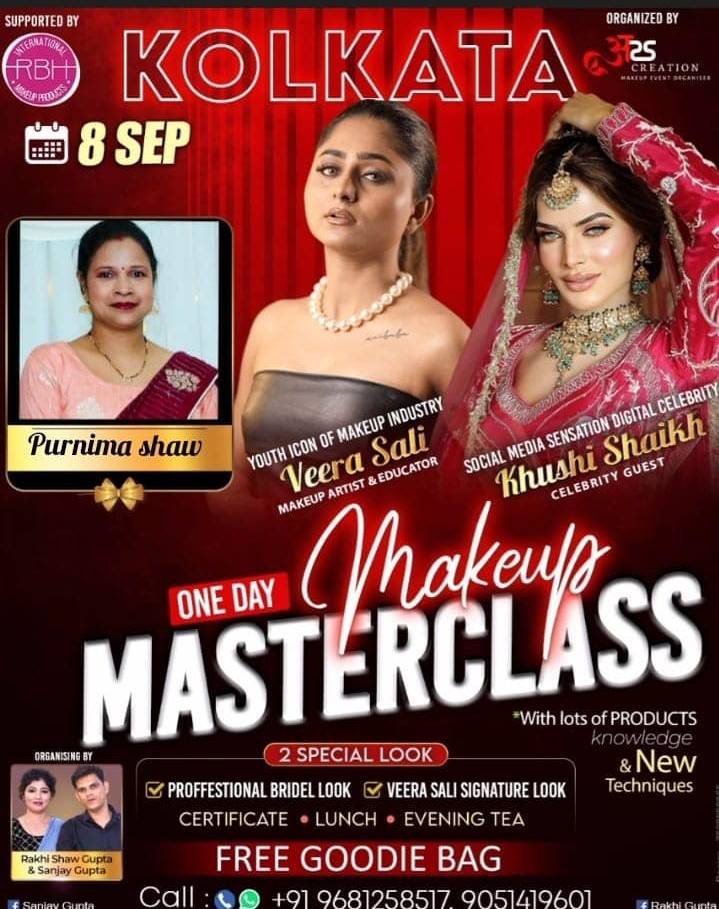 SUPPORTED BY
INTERNATIONAL
RBH
MAKEUP PRODUCTS
KOLKATA
ORGANIZED BY
अ2S
CREATION
MAKEUP EVENT ORGANISER
8 SEP
Purnima shaw
YOUTH ICON OF MAKEUP INDUSTRY
Veera Sali
MAKEUP ARTIST & EDUCATOR
SOCIAL MEDIA SENSATION DIGITAL CELEBRITY
Khushi Shaikh
CELEBRITY GUEST
ONE DAY
Makeup
MASTERCLASS
*With lots of PRODUCTS
knowledge
& New
Techniques
ORGANISING BY
Rakhi Shaw Gupta
& Sanjay Gupta
2 SPECIAL LOOK
PROFFESTIONAL BRIDEL LOOK VEERA SALI SIGNATURE LOOK
CERTIFICATE • LUNCH • EVENING TEA
FREE GOODIE BAG
Sanjay Gupta
Call : +91 9681258517, 9051419601
Rakhi Gupta